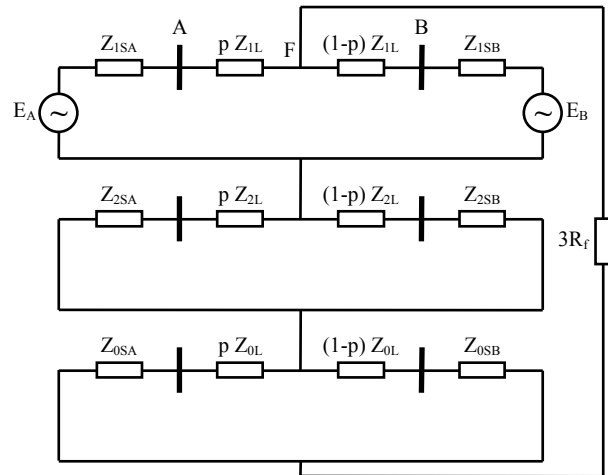 Z1SA A p Z1L F (1-p) Z1L B Z1SB
EA ~ ~ EB
Z2SA p Z2L (1-p) Z2L Z2SB
3Rf
Z0SA p Z0L (1-p) Z0L Z0SB